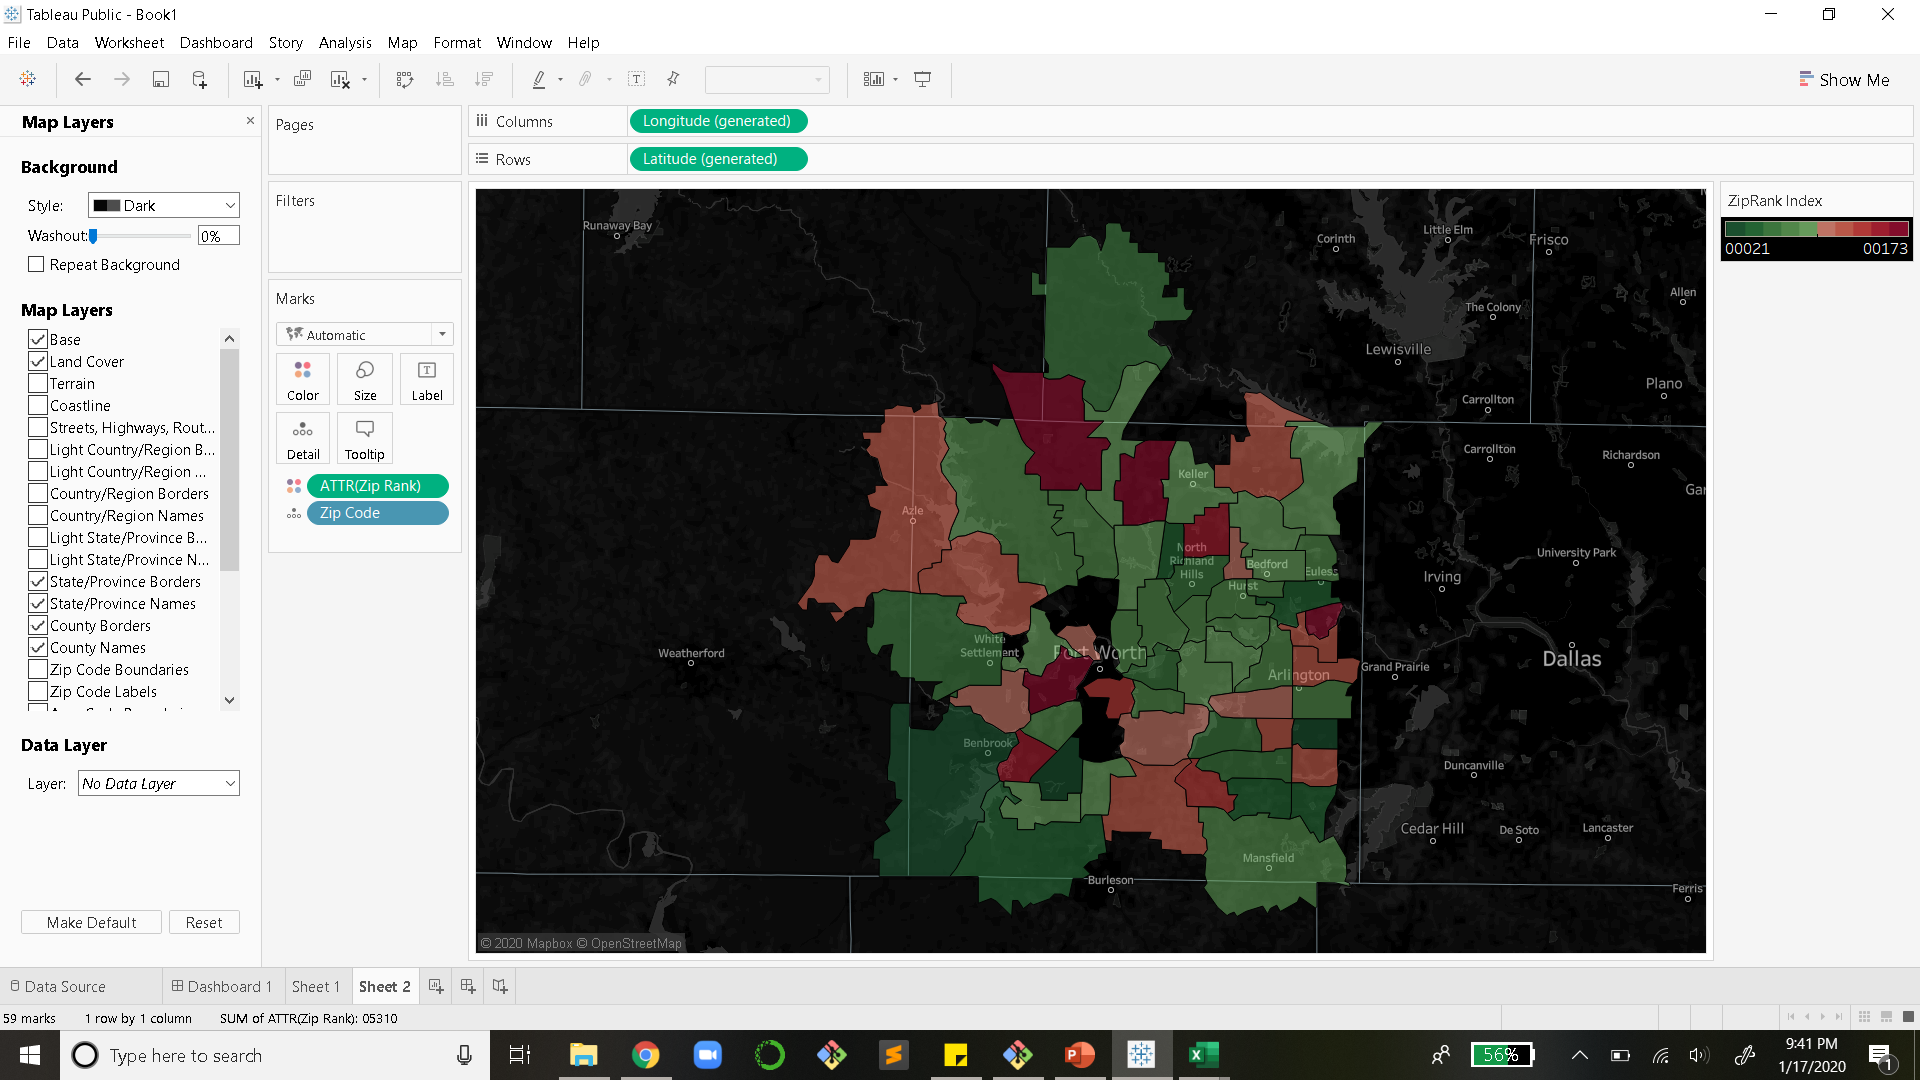 Tableau Public - Book1
File Data Worksheet Dashboard Story Analysis Map Format Window Help
Show Me
Map Layers
Background
Style: Dark
Washout: 0%
Repeat Background
Map Layers
Base
Land Cover
Terrain
Coastline
Streets, Highways, Rout...
Light Country/Region B...
Light Country/Region ...
Country/Region Borders
Country/Region Names
Light State/Province B...
Light State/Province N...
State/Province Borders
State/Province Names
County Borders
County Names
Zip Code Boundaries
Zip Code Labels
Data Layer
Layer: No Data Layer
Make Default Reset
Pages
Filters
Marks
Automatic
Color Size Label
Detail Tooltip
ATTR(Zip Rank)
Zip Code
Columns Longitude (generated)
Rows Latitude (generated)
Runaway Bay
Corinth
Little Elm
Frisco
Allen
The Colony
Lewisville
Plano
Carrollton
Carrollton
Richardson
Keller
Gar
Azle
North
Richland
Hills
Bedford
Euless
Hurst
University Park
Irving
White
Settlement
Fort Worth
Weatherford
Dallas
Grand Prairie
Arlington
Benbrook
Duncanville
Cedar Hill
De Soto
Lancaster
Mansfield
Burleson
Ferris
© 2020 Mapbox © OpenStreetMap
ZipRank Index
00021 00173
Data Source Dashboard 1 Sheet 1 Sheet 2
59 marks 1 row by 1 column SUM of ATTR(Zip Rank): 05310
Type here to search
56%
9:41 PM
1/17/2020
1